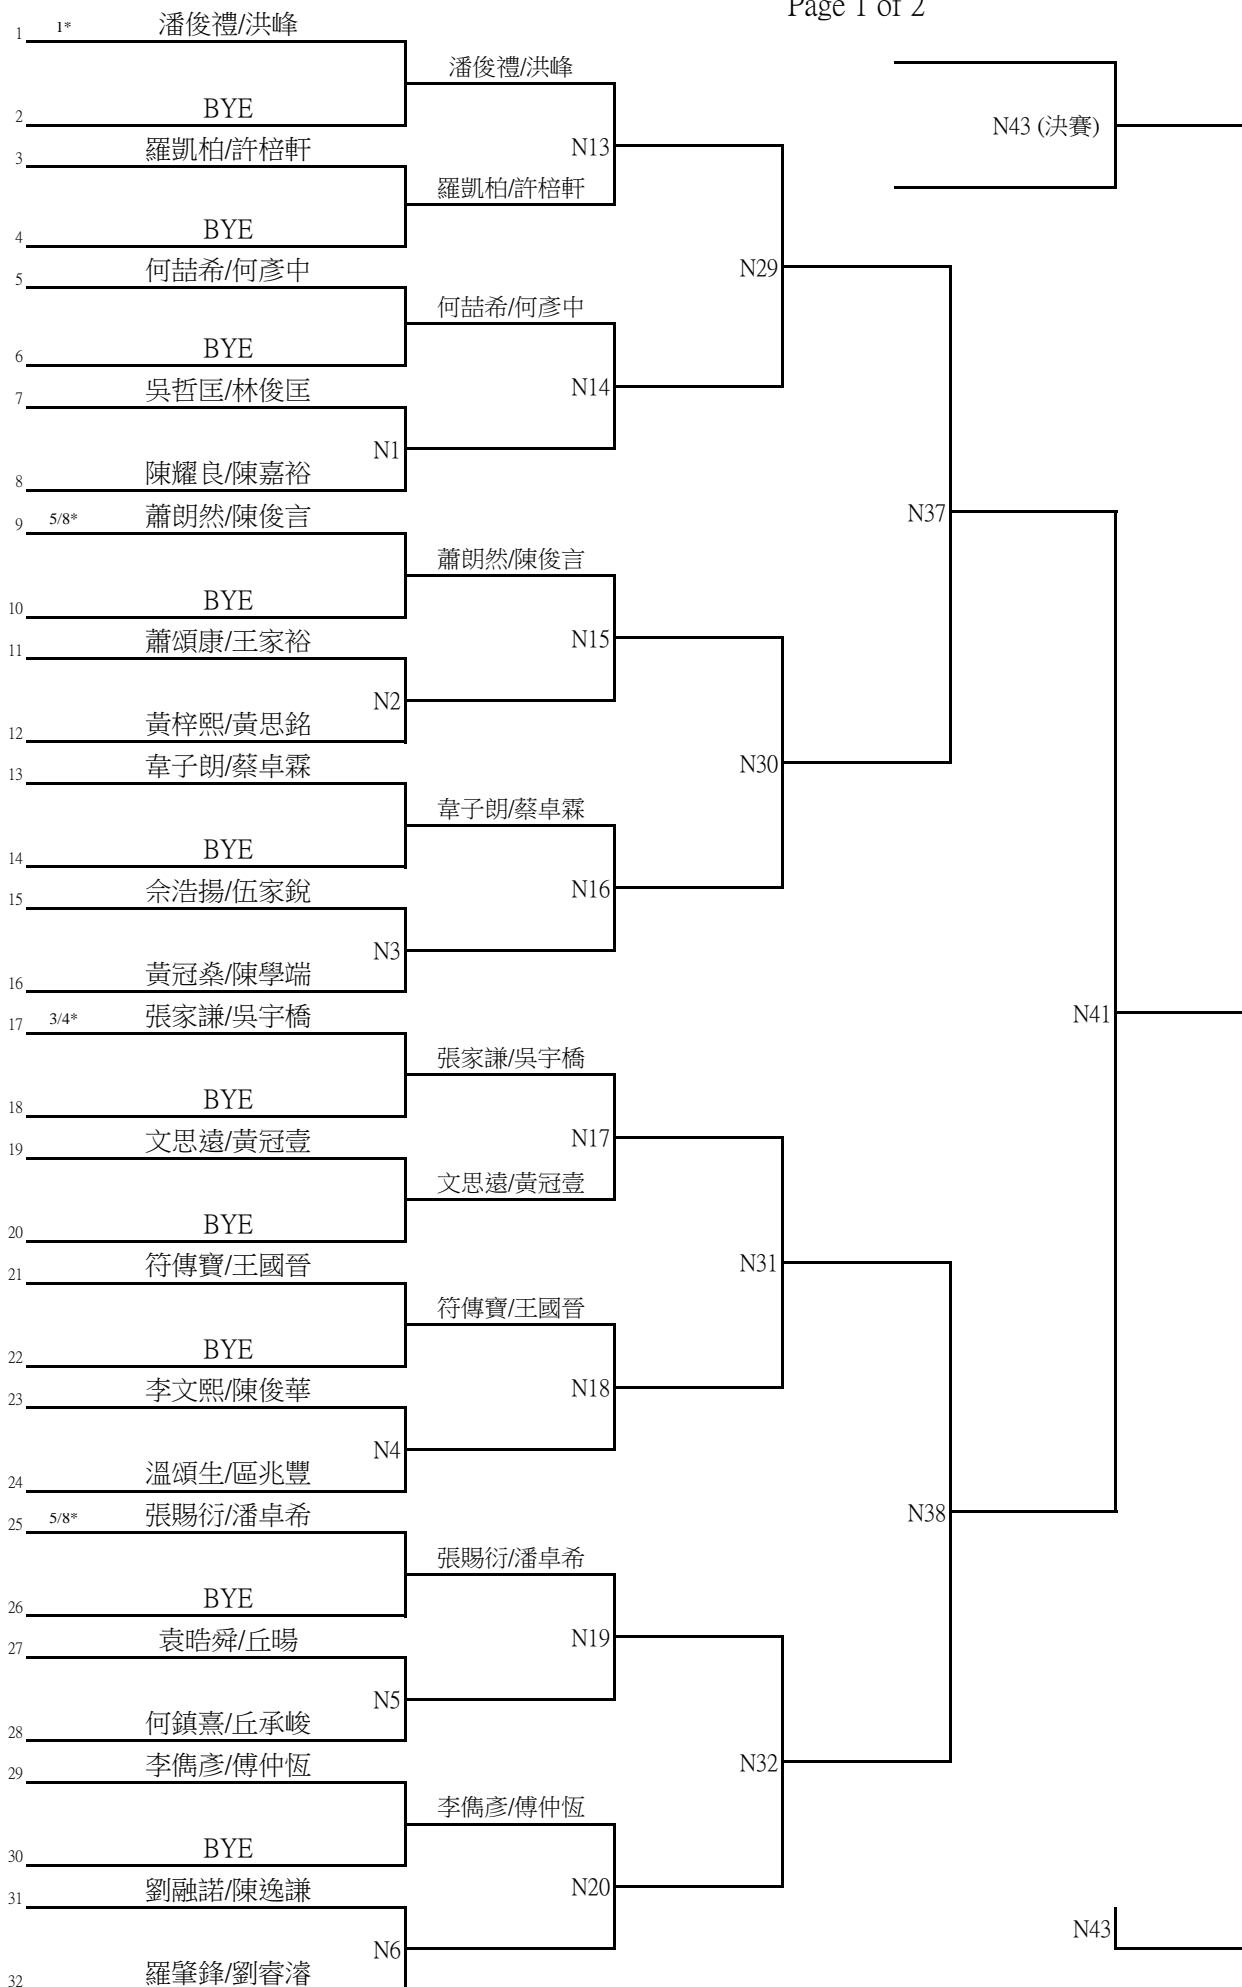 Page 1 of 2
1 1* 潘俊禮/洪峰
潘俊禮/洪峰
2 BYE
N43 (決賽)
3 羅凱柏/許棓軒
N13
羅凱柏/許棓軒
4 BYE
5 何喆希/何彥中
N29
何喆希/何彥中
6 BYE
7 吳哲匡/林俊匡
N14
N1
8 陳耀良/陳嘉裕
9 5/8* 蕭朗然/陳俊言
N37
蕭朗然/陳俊言
10 BYE
11 蕭頌康/王家裕
N15
N2
12 黃梓熙/黃思銘
13 韋子朗/蔡卓霖
N30
韋子朗/蔡卓霖
14 BYE
15 佘浩揚/伍家銳
N16
N3
16 黃冠燊/陳學端
17 3/4* 張家謙/吳宇橋
N41
張家謙/吳宇橋
18 BYE
19 文思遠/黃冠壹
N17
文思遠/黃冠壹
20 BYE
21 符傳寶/王國晉
N31
符傳寶/王國晉
22 BYE
23 李文熙/陳俊華
N18
N4
24 溫頌生/區兆豐
25 5/8* 張賜衍/潘卓希
N38
張賜衍/潘卓希
26 BYE
27 袁晧舜/丘暘
N19
N5
28 何鎮熹/丘承峻
29 李儁彥/傅仲恆
N32
李儁彥/傅仲恆
30 BYE
31 劉融諾/陳逸謙
N20
N43
N6
32 羅肇鋒/劉睿濬